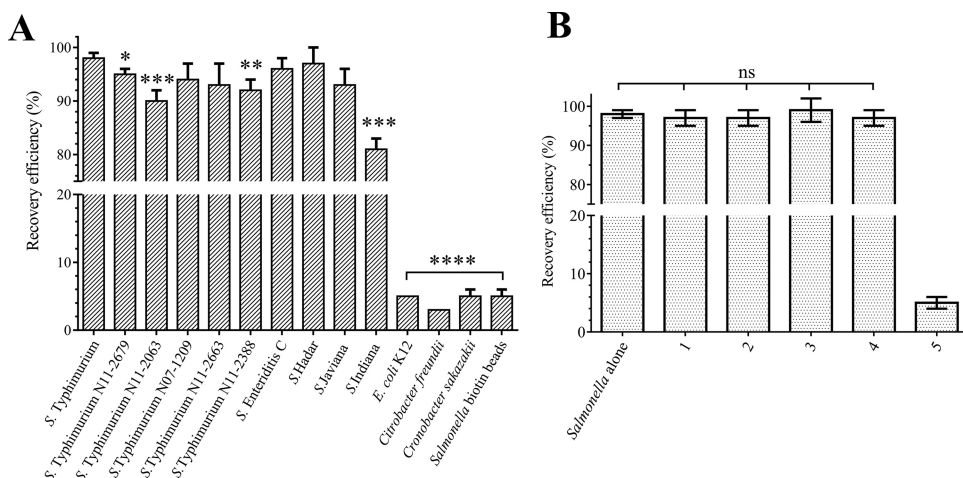 A
Recovery efficiency (%)
100
90
80
20
10
0
*
***
**
***
****
S. Typhimurium
S. Typhimurium N11-2679
S. Typhimurium N11-2063
S.Typhimurium N07-1209
S.Typhimurium N11-2663
S.Typhimurium N11-2388
S. Enteriditis C
S.Hadar
S.Javiana
S.Indiana
E. coli K12
Citrobacter freundii
Cronobacter sakazakii
Salmonella biotin beads
B
Recovery efficiency (%)
100
90
80
20
10
0
ns
Salmonella alone
1
2
3
4
5